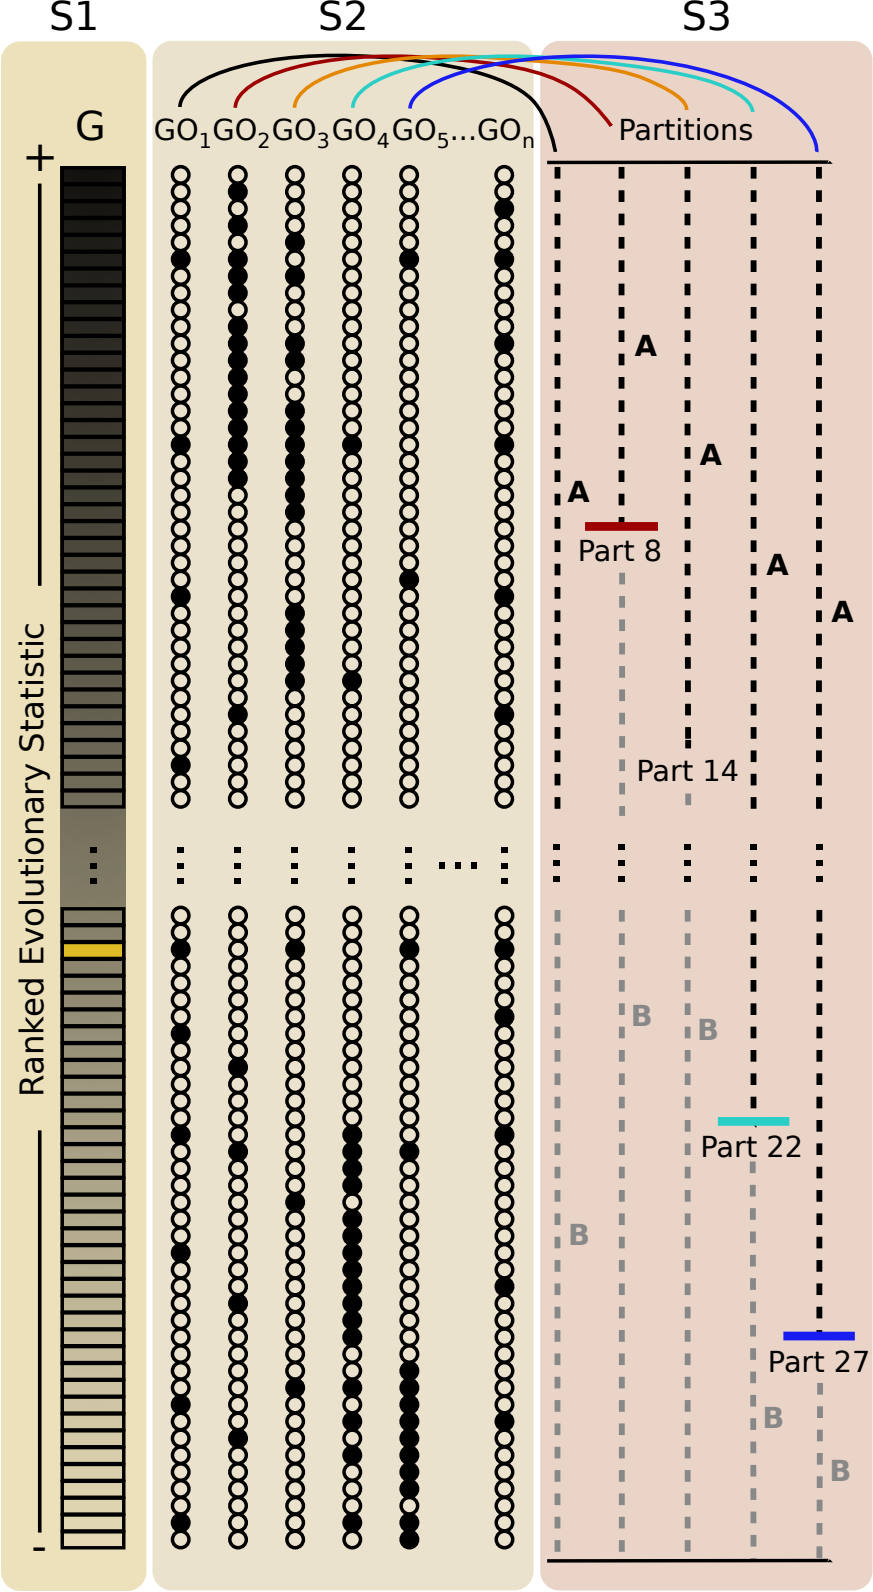 S1 S2 S3
G GO1GO2GO3GO4GO5...GOn Partitions
+
A
A
A
Part 8
A
A
Ranked Evolutionary Statistic
Part 14
B
B
Part 22
B
Part 27
B
B
-